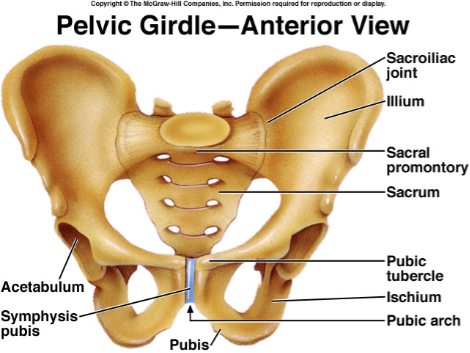 Copyright © The McGraw-Hill Companies, Inc. Permission required for reproduction or display.
Pelvic Girdle—Anterior View
Sacroiliac
joint
Illium
Sacral
promontory
Sacrum
Pubic
tubercle
Ischium
Pubic arch
Acetabulum
Symphysis
pubis
Pubis